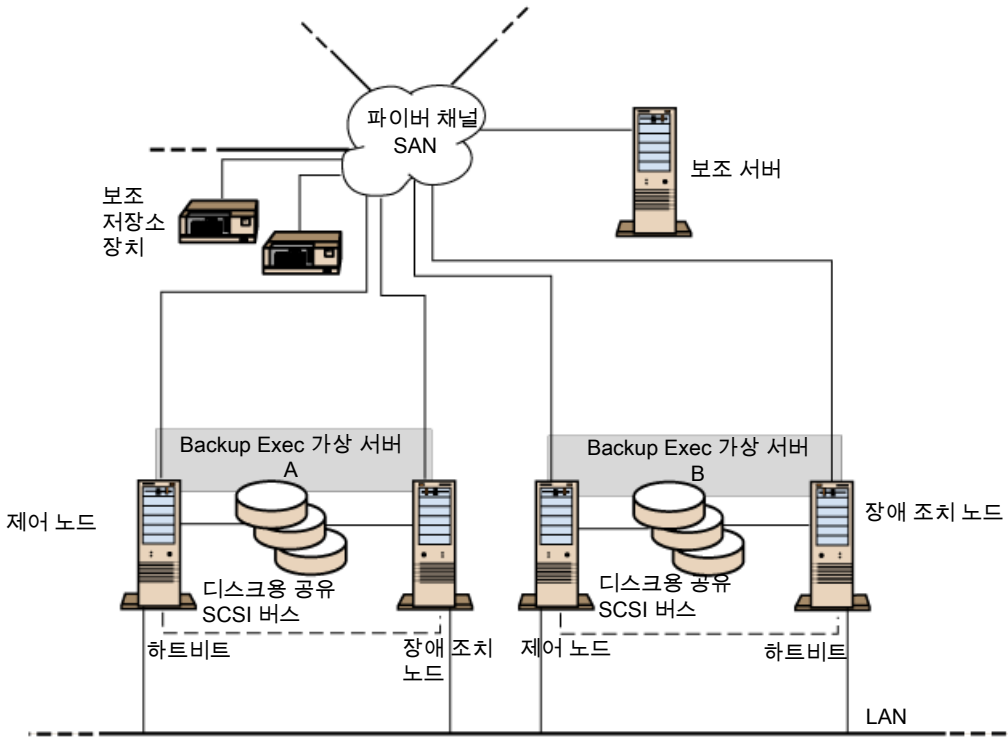 파이버 채널
SAN
보조 서버
보조
저장소
장치
Backup Exec 가상 서버
A
Backup Exec 가상 서버
B
제어 노드
장애 조치 노드
디스크용 공유
SCSI 버스
디스크용 공유
SCSI 버스
하트비트
장애 조치
노드
제어 노드
하트비트
LAN